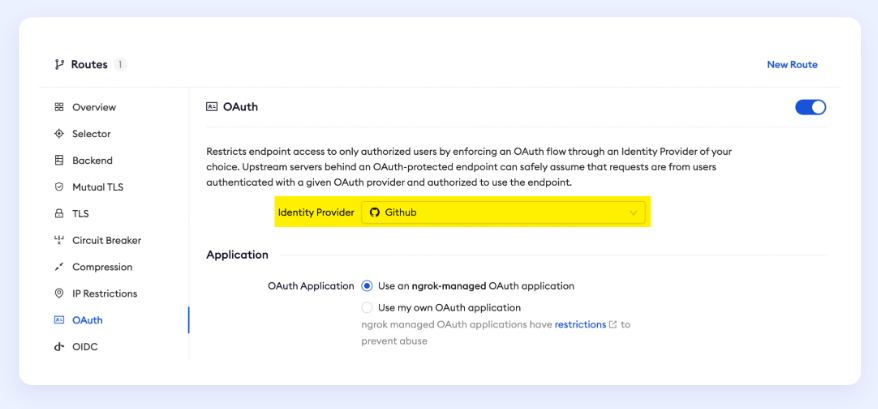 Routes 1
New Route
Overview
Selector
Backend
Mutual TLS
TLS
Circuit Breaker
Compression
IP Restrictions
OAuth
OIDC
OAuth
Restricts endpoint access to only authorized users by enforcing an OAuth flow through an Identity Provider of your
choice. Upstream servers behind an OAuth-protected endpoint can safely assume that requests are from users
authenticated with a given OAuth provider and authorized to use the endpoint.
Identity Provider Github
Application
OAuth Application Use an ngrok-managed OAuth application
Use my own OAuth application
ngrok managed OAuth applications have restrictions to
prevent abuse